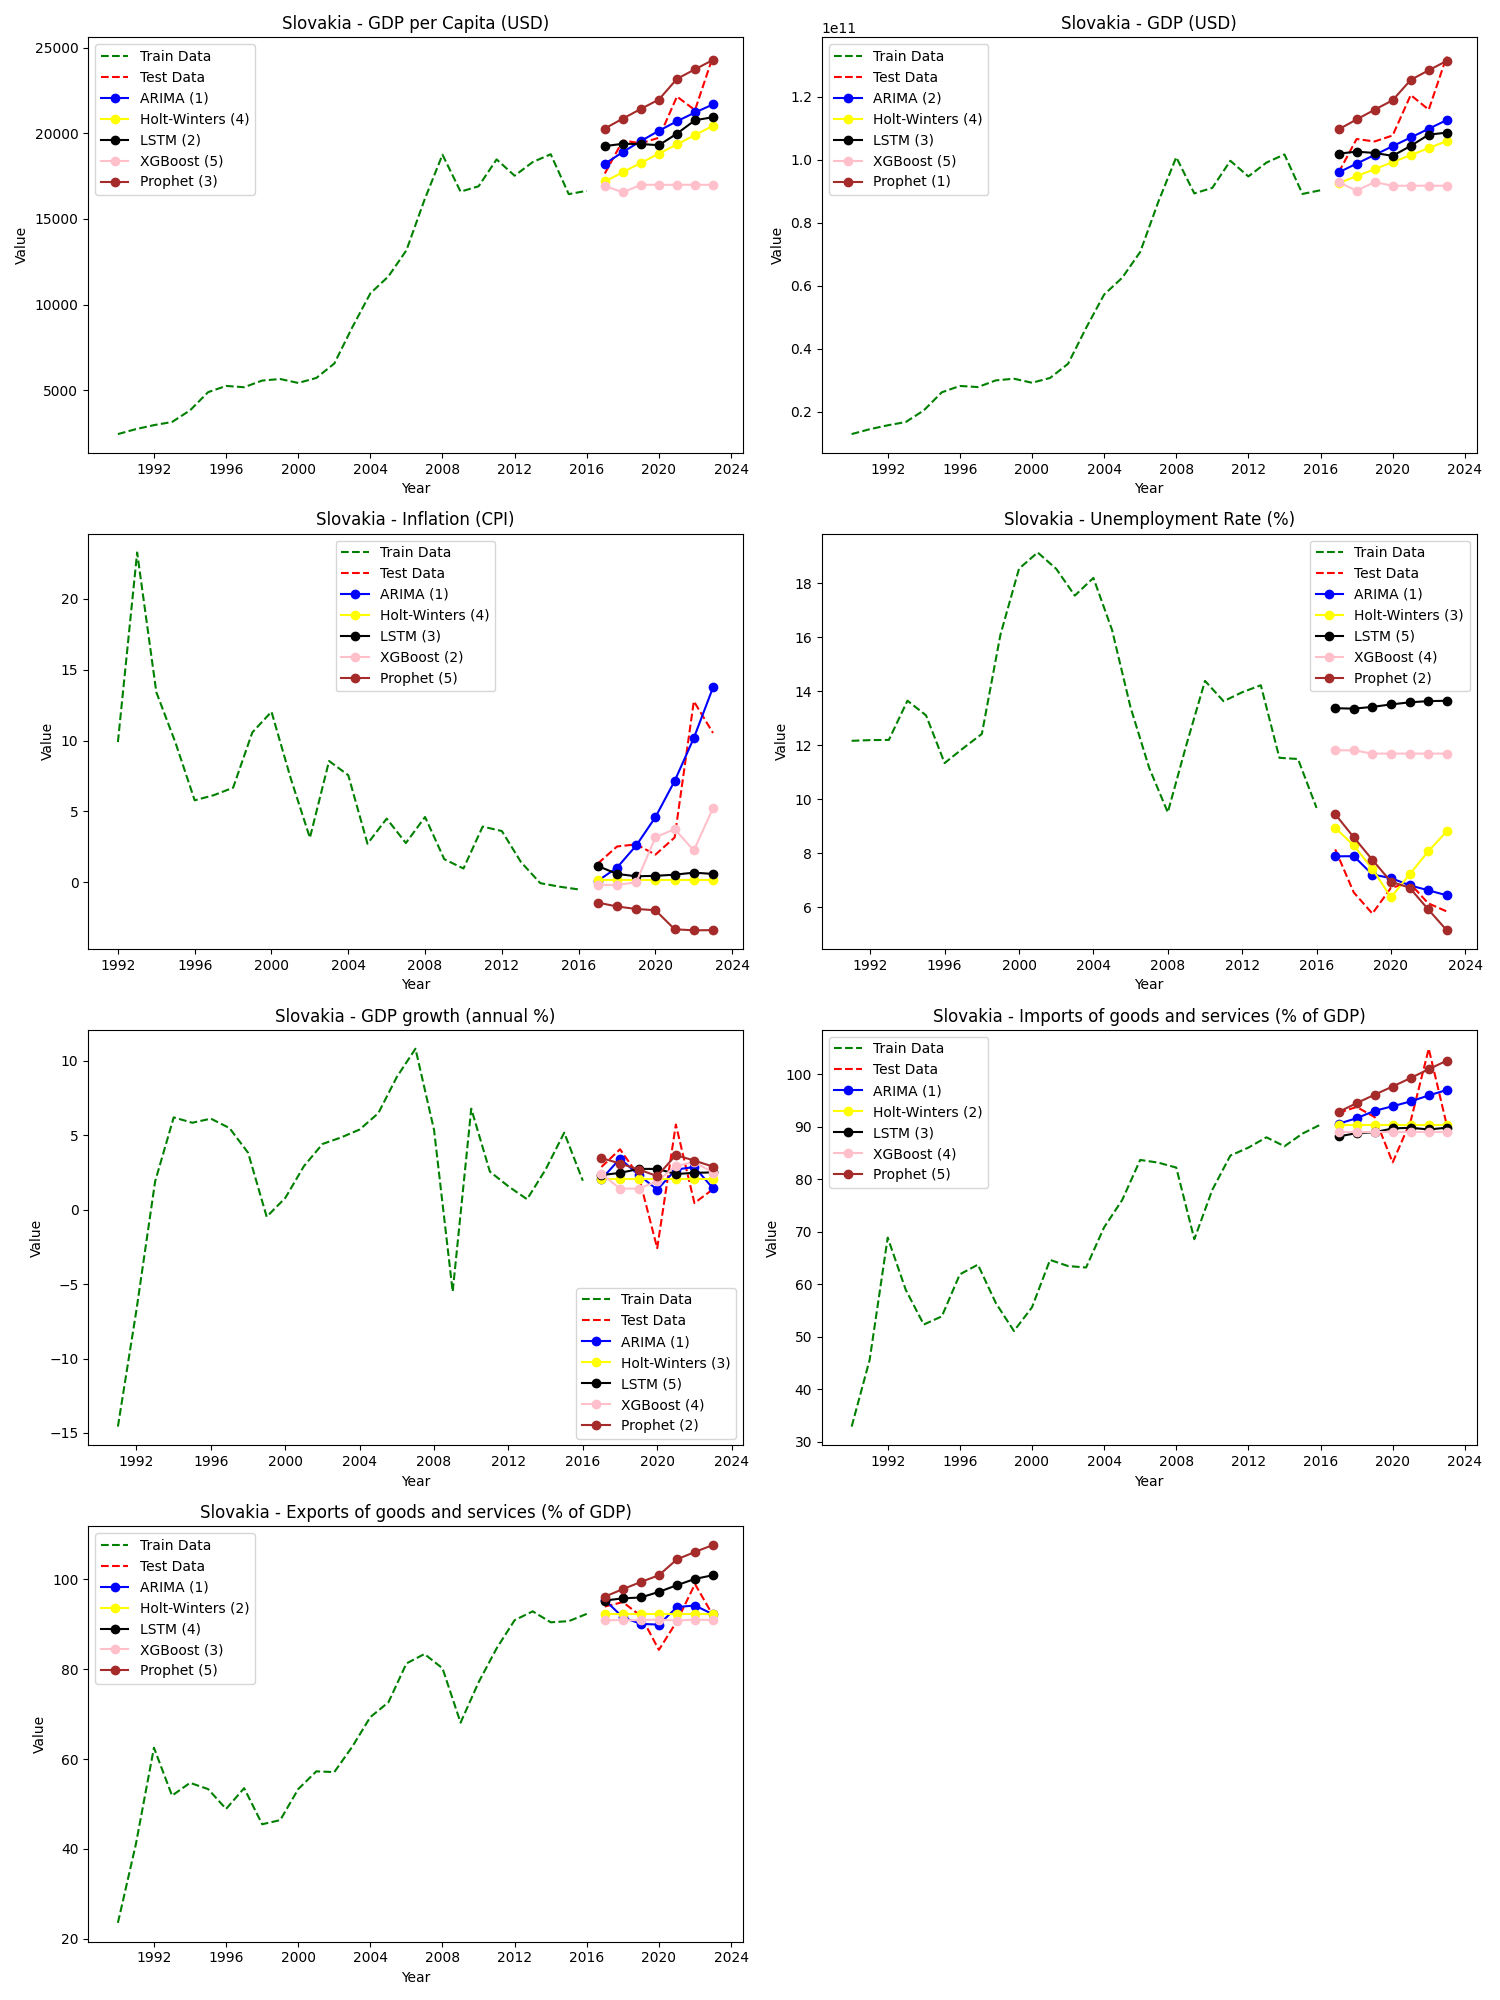 Slovakia - GDP per Capita (USD)
25000
20000
15000
10000
5000
Value
Train Data
Test Data
ARIMA (1)
Holt-Winters (4)
LSTM (2)
XGBoost (5)
Prophet (3)
1992 1996 2000 2004 2008 2012 2016 2020 2024
Year
Slovakia - GDP (USD)
1e11
1.2
1.0
0.8
0.6
0.4
0.2
Value
Train Data
Test Data
ARIMA (2)
Holt-Winters (4)
LSTM (3)
XGBoost (5)
Prophet (1)
1992 1996 2000 2004 2008 2012 2016 2020 2024
Year
Slovakia - Inflation (CPI)
20
15
10
5
0
Value
Train Data
Test Data
ARIMA (1)
Holt-Winters (4)
LSTM (3)
XGBoost (2)
Prophet (5)
1992 1996 2000 2004 2008 2012 2016 2020 2024
Year
Slovakia - Unemployment Rate (%)
18
16
14
12
10
8
6
Value
Train Data
Test Data
ARIMA (1)
Holt-Winters (3)
LSTM (5)
XGBoost (4)
Prophet (2)
1992 1996 2000 2004 2008 2012 2016 2020 2024
Year
Slovakia - GDP growth (annual %)
10
5
0
−5
−10
−15
Value
Train Data
Test Data
ARIMA (1)
Holt-Winters (3)
LSTM (5)
XGBoost (4)
Prophet (2)
1992 1996 2000 2004 2008 2012 2016 2020 2024
Year
Slovakia - Imports of goods and services (% of GDP)
100
90
80
70
60
50
40
30
Value
Train Data
Test Data
ARIMA (1)
Holt-Winters (2)
LSTM (3)
XGBoost (4)
Prophet (5)
1992 1996 2000 2004 2008 2012 2016 2020 2024
Year
Slovakia - Exports of goods and services (% of GDP)
100
80
60
40
20
Value
Train Data
Test Data
ARIMA (1)
Holt-Winters (2)
LSTM (4)
XGBoost (3)
Prophet (5)
1992 1996 2000 2004 2008 2012 2016 2020 2024
Year